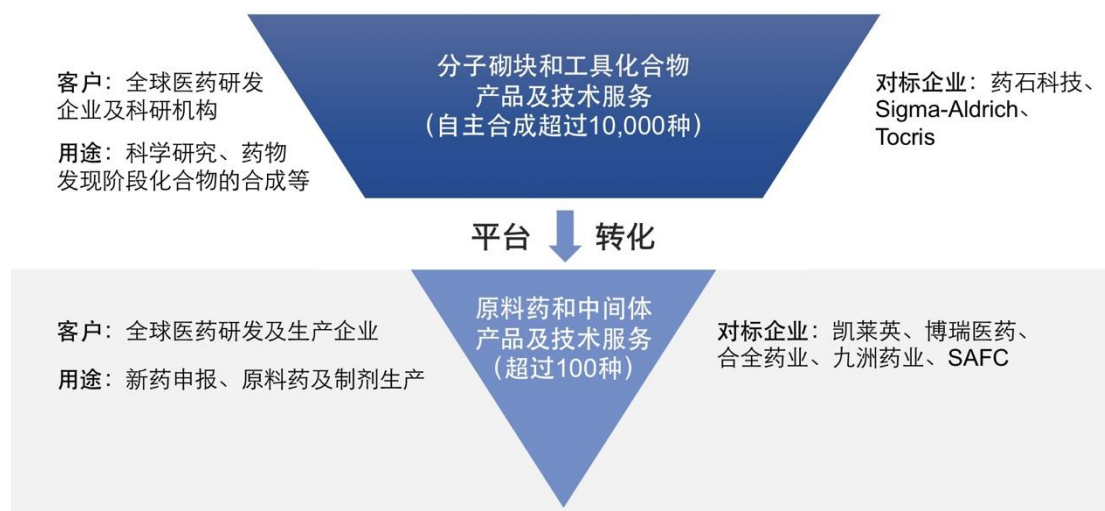 分子砌块和工具化合物
产品及技术服务
（自主合成超过10,000种）
客户：全球医药研发
企业及科研机构
用途：科学研究、药物
发现阶段化合物的合成等
对标企业：药石科技、
Sigma-Aldrich、
Tocris
平台 转化
原料药和中间体
产品及技术服务
（超过100种）
客户：全球医药研发及生产企业
用途：新药申报、原料药及制剂生产
对标企业：凯莱英、博瑞医药、
合全药业、九洲药业、SAFC